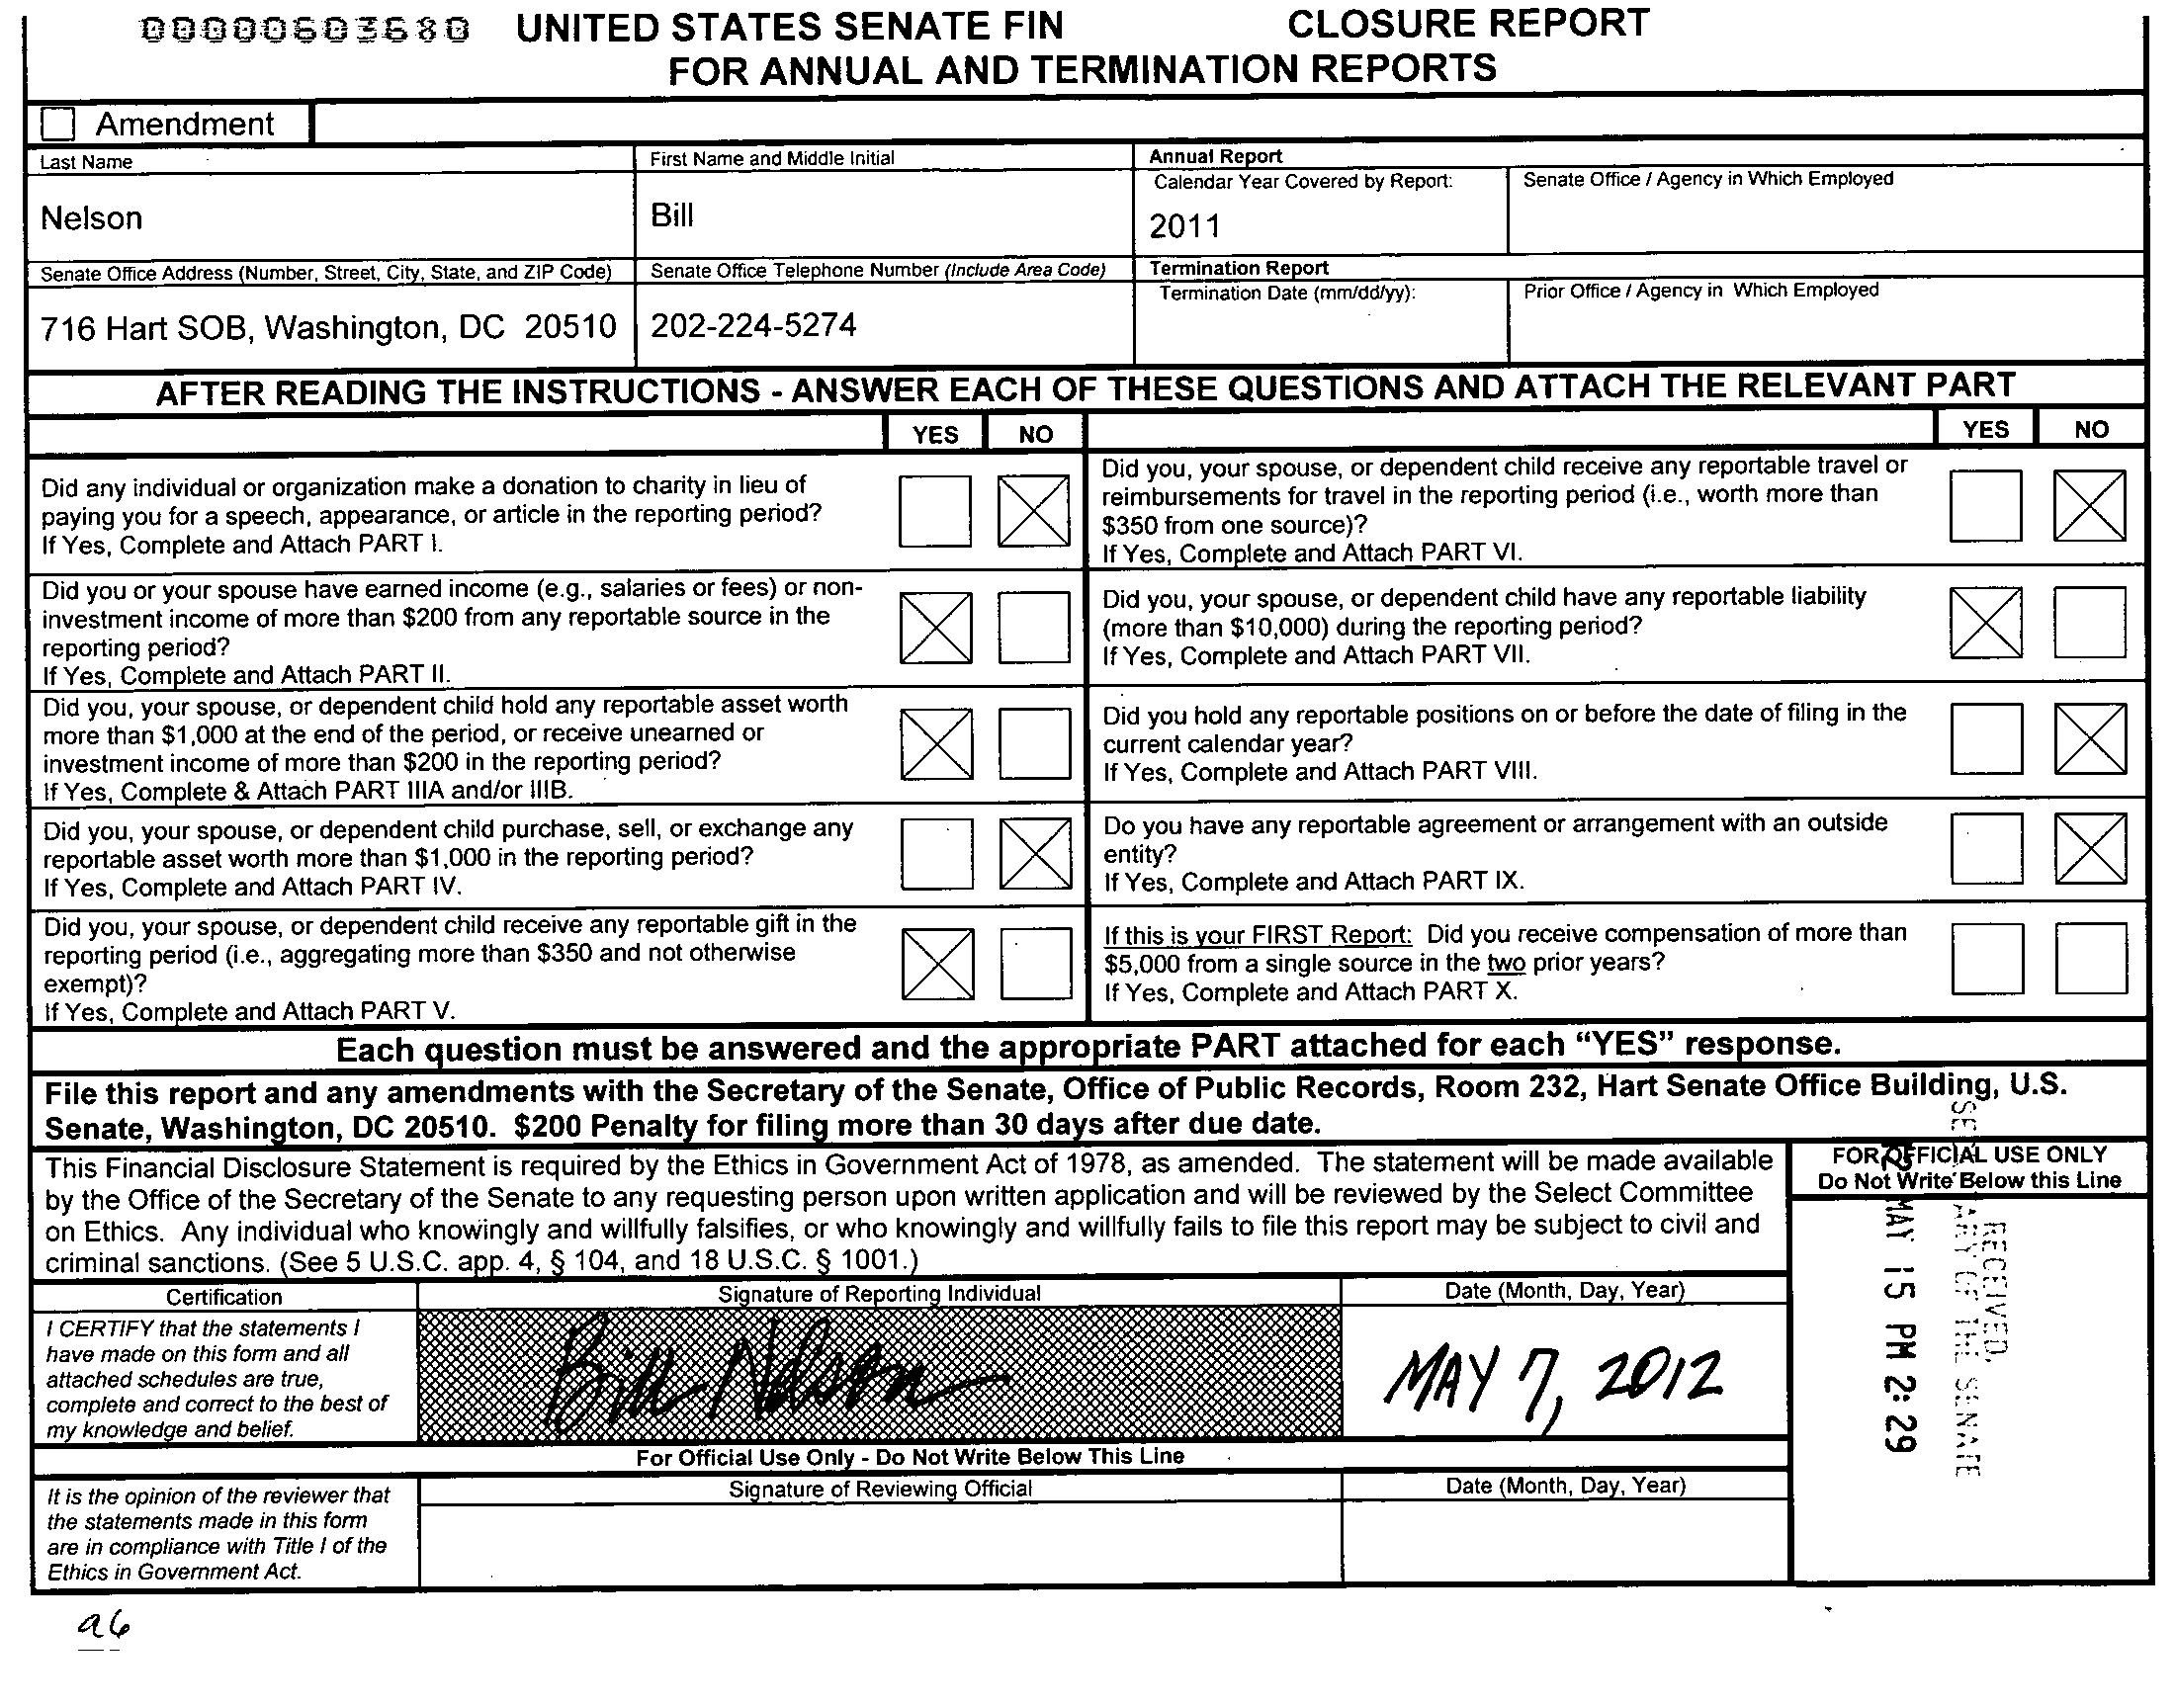 00000603680 UNITED STATES SENATE FIN CLOSURE REPORT
FOR ANNUAL AND TERMINATION REPORTS
Amendment
Last Name
First Name and Middle Initial
Annual Report
Calendar Year Covered by Report:
Senate Office / Agency in Which Employed
Nelson
Bill
2011
Senate Office Address (Number, Street, City, State, and ZIP Code)
Senate Office Telephone Number (Include Area Code)
Termination Report
Termination Date (mm/dd/yy):
Prior Office / Agency in Which Employed
716 Hart SOB, Washington, DC 20510
202-224-5274
AFTER READING THE INSTRUCTIONS - ANSWER EACH OF THESE QUESTIONS AND ATTACH THE RELEVANT PART
YES NO
YES NO
Did any individual or organization make a donation to charity in lieu of
paying you for a speech, appearance, or article in the reporting period?
If Yes, Complete and Attach PART I.
Did you, your spouse, or dependent child receive any reportable travel or
reimbursements for travel in the reporting period (i.e., worth more than
$350 from one source)?
If Yes, Complete and Attach PART VI.
Did you or your spouse have earned income (e.g., salaries or fees) or non-
investment income of more than $200 from any reportable source in the
reporting period?
If Yes, Complete and Attach PART II.
Did you, your spouse, or dependent child have any reportable liability
(more than $10,000) during the reporting period?
If Yes, Complete and Attach PART VII.
Did you, your spouse, or dependent child hold any reportable asset worth
more than $1,000 at the end of the period, or receive unearned or
investment income of more than $200 in the reporting period?
If Yes, Complete & Attach PART IIIA and/or IIIB.
Did you hold any reportable positions on or before the date of filing in the
current calendar year?
If Yes, Complete and Attach PART VIII.
Did you, your spouse, or dependent child purchase, sell, or exchange any
reportable asset worth more than $1,000 in the reporting period?
If Yes, Complete and Attach PART IV.
Do you have any reportable agreement or arrangement with an outside
entity?
If Yes, Complete and Attach PART IX.
Did you, your spouse, or dependent child receive any reportable gift in the
reporting period (i.e., aggregating more than $350 and not otherwise
exempt)?
If Yes, Complete and Attach PART V.
If this is your FIRST Report: Did you receive compensation of more than
$5,000 from a single source in the two prior years?
If Yes, Complete and Attach PART X.
Each question must be answered and the appropriate PART attached for each “YES” response.
File this report and any amendments with the Secretary of the Senate, Office of Public Records, Room 232, Hart Senate Office Building, U.S.
Senate, Washington, DC 20510. $200 Penalty for filing more than 30 days after due date.
This Financial Disclosure Statement is required by the Ethics in Government Act of 1978, as amended. The statement will be made available
by the Office of the Secretary of the Senate to any requesting person upon written application and will be reviewed by the Select Committee
on Ethics. Any individual who knowingly and willfully falsifies, or who knowingly and willfully fails to file this report may be subject to civil and
criminal sanctions. (See 5 U.S.C. app. 4, § 104, and 18 U.S.C. § 1001.)
FOR OFFICIAL USE ONLY
Do Not Write Below this Line
RECEIVED
OF THE SENATE
MAY 15 PM 2:29
Certification
Signature of Reporting Individual
Date (Month, Day, Year)
I CERTIFY that the statements I
have made on this form and all
attached schedules are true,
complete and correct to the best of
my knowledge and belief.
Bill Nelson
MAY 7, 2012
For Official Use Only - Do Not Write Below This Line
It is the opinion of the reviewer that
the statements made in this form
are in compliance with Title I of the
Ethics in Government Act.
Signature of Reviewing Official
Date (Month, Day, Year)